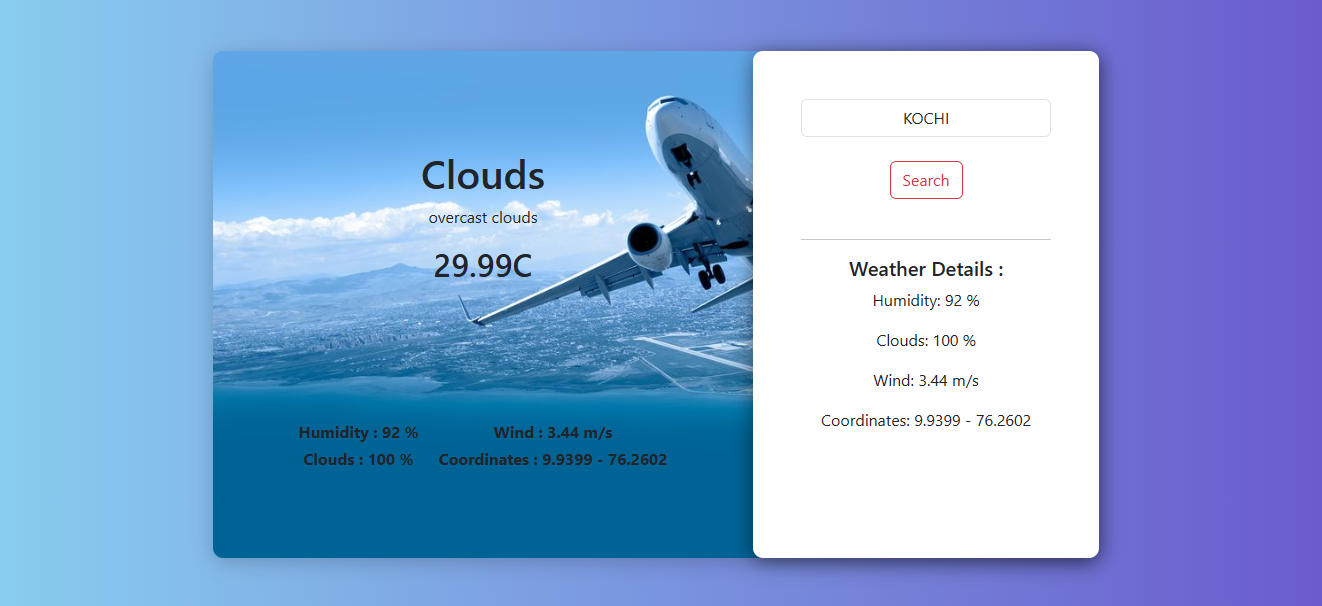 Clouds
overcast clouds
29.99C
Humidity : 92 % Wind : 3.44 m/s
Clouds : 100 % Coordinates : 9.9399 - 76.2602
KOCHI
Search
Weather Details :
Humidity: 92 %
Clouds: 100 %
Wind: 3.44 m/s
Coordinates: 9.9399 - 76.2602